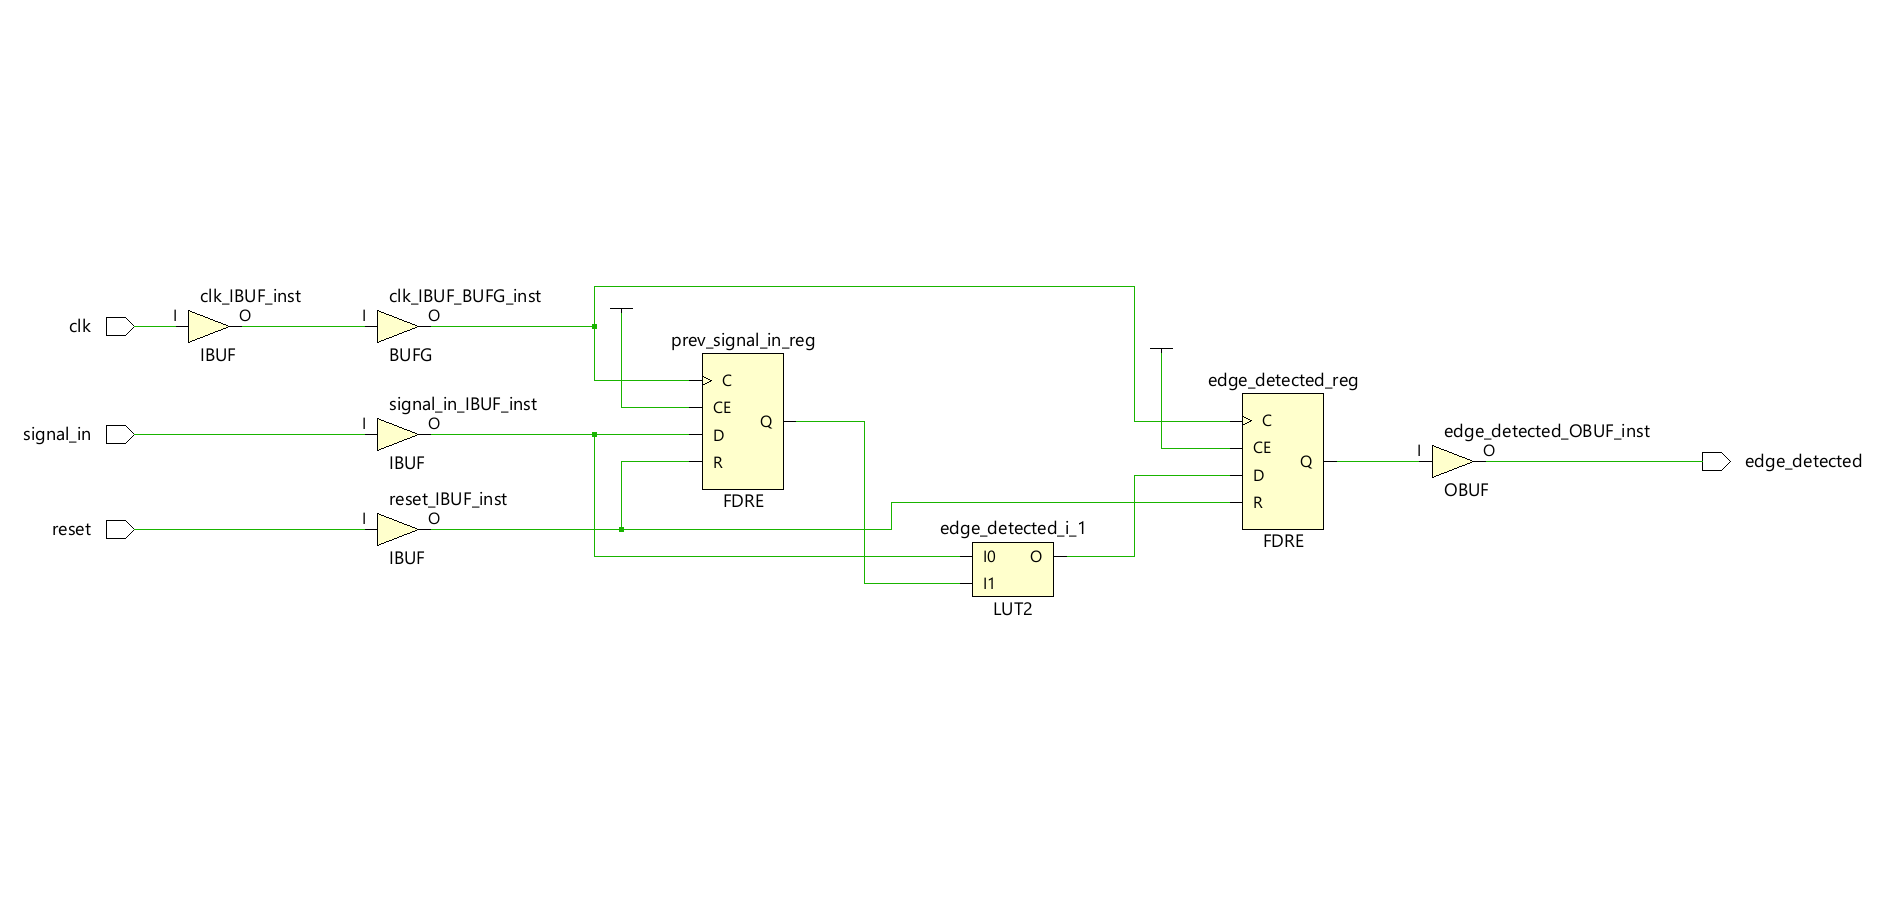 clk
I
clk_IBUF_inst
O
IBUF
I
clk_IBUF_BUFG_inst
O
BUFG
signal_in
I
signal_in_IBUF_inst
O
IBUF
reset
I
reset_IBUF_inst
O
IBUF
prev_signal_in_reg
C
CE
D
R
Q
FDRE
edge_detected_i_1
I0
I1
O
LUT2
edge_detected_reg
C
CE
D
R
Q
FDRE
I
edge_detected_OBUF_inst
O
OBUF
edge_detected